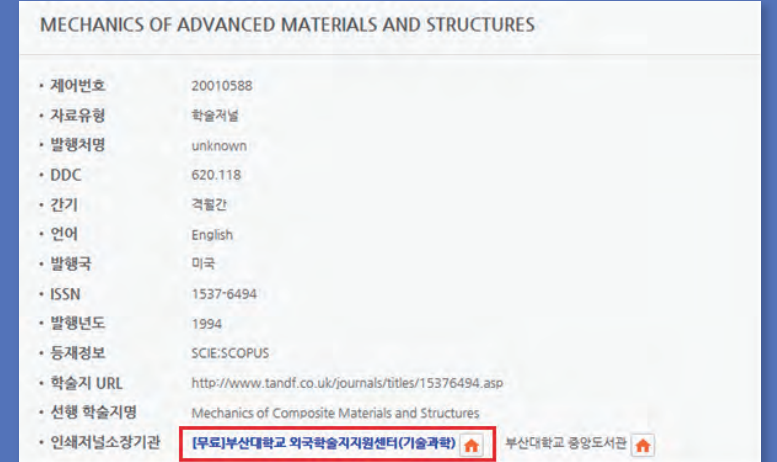 MECHANICS OF ADVANCED MATERIALS AND STRUCTURES
• 제어번호 20010588
• 자료유형 학술저널
• 발행처명 unknown
• DDC 620.118
• 간기 격월간
• 언어 English
• 발행국 미국
• ISSN 1537-6494
• 발행년도 1994
• 등재정보 SCIE;SCOPUS
• 학술지 URL http://www.tandf.co.uk/journals/titles/15376494.asp
• 선행 학술지명 Mechanics of Composite Materials and Structures
• 인쇄저널소장기관 [무료]부산대학교 외국학술지지원센터(기술과학) 부산대학교 중앙도서관